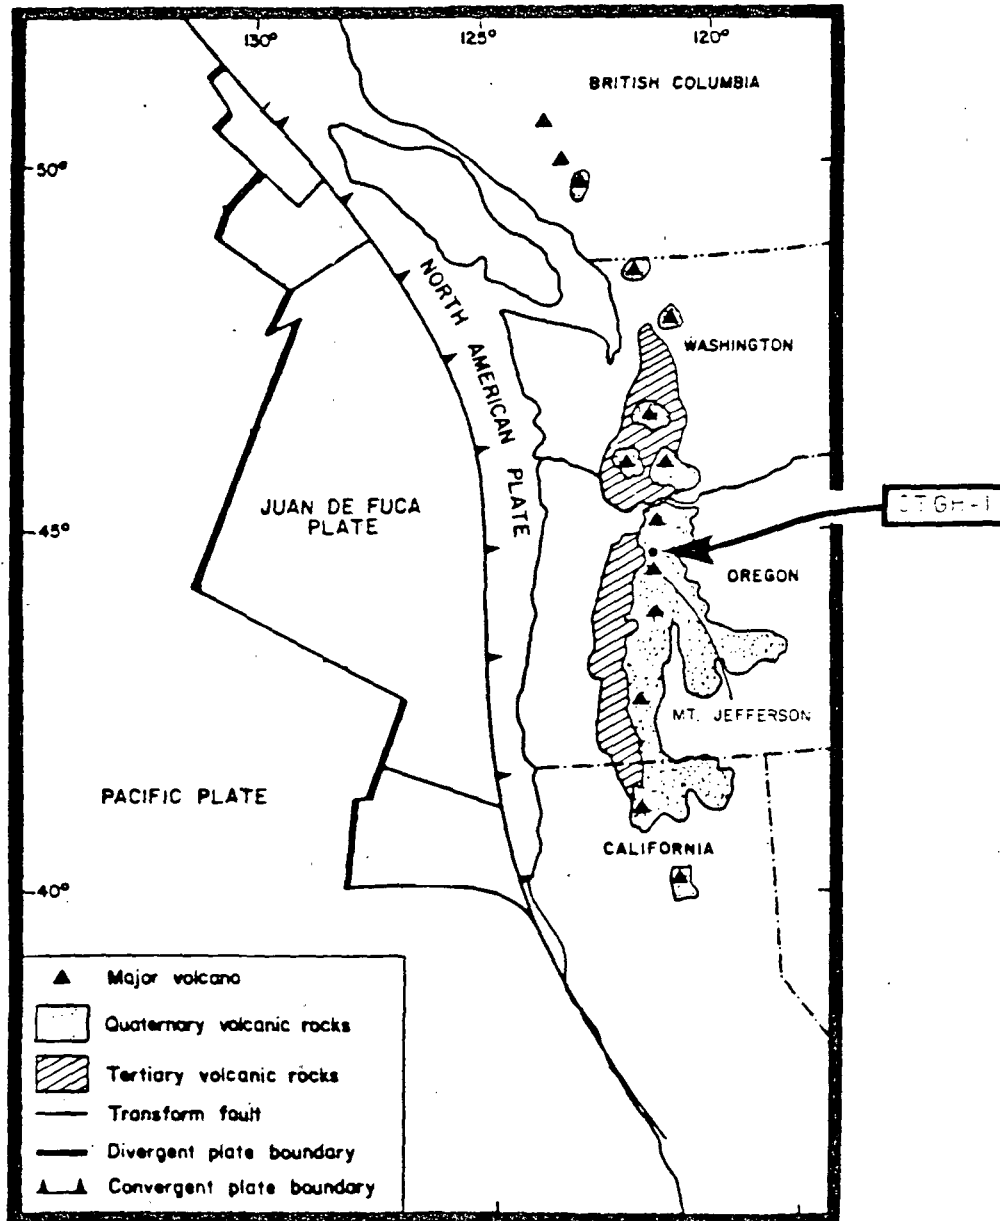 130°
125°
120°
BRITISH COLUMBIA
50°
NORTH AMERICAN PLATE
WASHINGTON
JUAN DE FUCA
PLATE
45°
OREGON
MT. JEFFERSON
PACIFIC PLATE
CALIFORNIA
40°
Major volcano
Quaternary volcanic rocks
Tertiary volcanic rocks
Transform fault
Divergent plate boundary
Convergent plate boundary